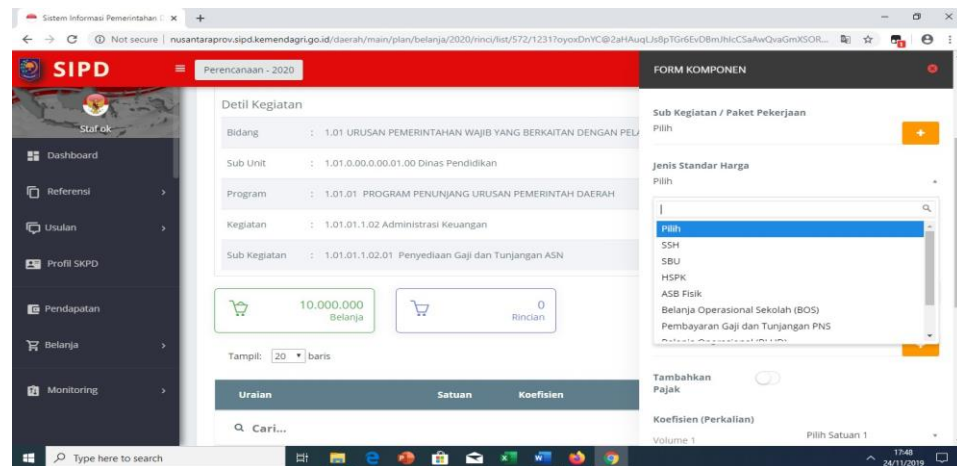 Sistem Informasi Pemerintahan D
Not secure | nusantaraprov.sipd.kemendagri.go.id/daerah/main/plan/belanja/2020/rinci/list/572/1231?
SIPD
Perencanaan - 2020
FORM KOMPONEN
Staf ok
Dashboard
Referensi
Usulan
Profil SKPD
Pendapatan
Belanja
Monitoring
Detil Kegiatan
Bidang : 1.01 URUSAN PEMERINTAHAN WAJIB YANG BERKAITAN DENGAN PELA
Sub Unit : 1.01.0.00.0.00.01.00 Dinas Pendidikan
Program : 1.01.01 PROGRAM PENUNJANG URUSAN PEMERINTAH DAERAH
Kegiatan : 1.01.01.1.02 Administrasi Keuangan
Sub Kegiatan : 1.01.01.1.02.01 Penyediaan Gaji dan Tunjangan ASN
10.000.000
Belanja
0
Rincian
Tampil: 20 baris
Uraian Satuan Koefisien
Cari...
Sub Kegiatan / Paket Pekerjaan
Pilih
+
Jenis Standar Harga
Pilih
Pilih
SSH
SBU
HSPK
ASB Fisik
Belanja Operasional Sekolah (BOS)
Pembayaran Gaji dan Tunjangan PNS
Tambahkan
Pajak
Koefisien (Perkalian)
Volume 1 Pilih Satuan 1
Type here to search
17:48
24/11/2019